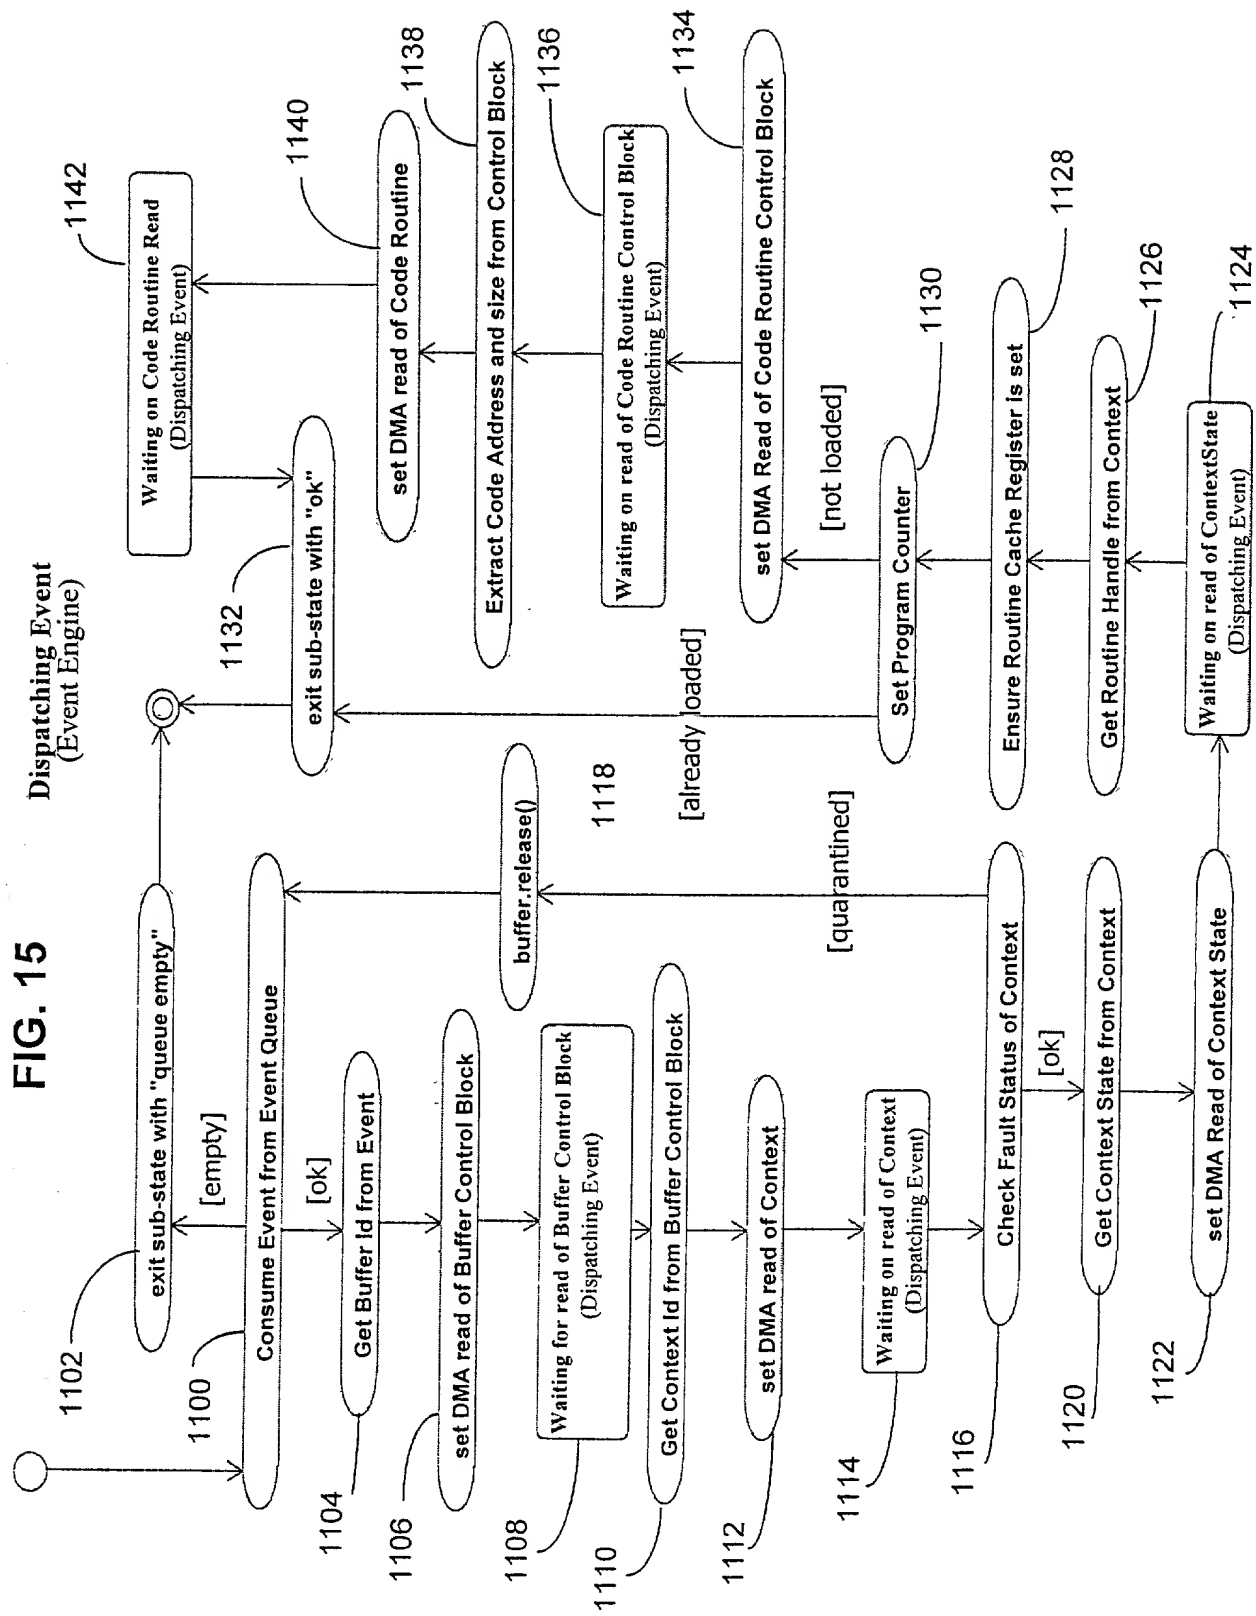 FIG. 15
Dispatching Event
(Event Engine)
1102
exit sub-state with "queue empty"
[empty]
1100
Consume Event from Event Queue
[ok]
1104
Get Buffer Id from Event
1106
set DMA read of Buffer Control Block
1108
Waiting for read of Buffer Control Block
(Dispatching Event)
1110
Get Context Id from Buffer Control Block
1112
set DMA read of Context
1114
Waiting on read of Context
(Dispatching Event)
1116
Check Fault Status of Context
[quarantined]
buffer.release()
1118
[ok]
1120
Get Context State from Context
1122
set DMA Read of Context State
1124
Waiting on read of ContextState
(Dispatching Event)
1126
Get Routine Handle from Context
1128
Ensure Routine Cache Register is set
1130
Set Program Counter
[already loaded]
[not loaded]
1132
exit sub-state with "ok"
1134
set DMA Read of Code Routine Control Block
1136
Waiting on read of Code Routine Control Block
(Dispatching Event)
1138
Extract Code Address and size from Control Block
1140
set DMA read of Code Routine
1142
Waiting on Code Routine Read
(Dispatching Event)